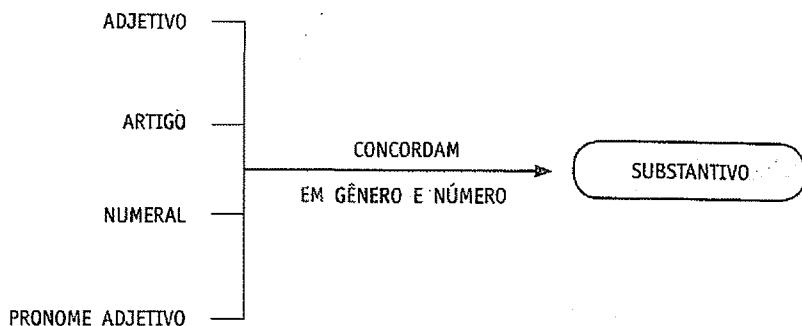 ADJETIVO
ARTIGO
NUMERAL
PRONOME ADJETIVO
CONCORDAM
EM GÊNERO E NÚMERO
SUBSTANTIVO